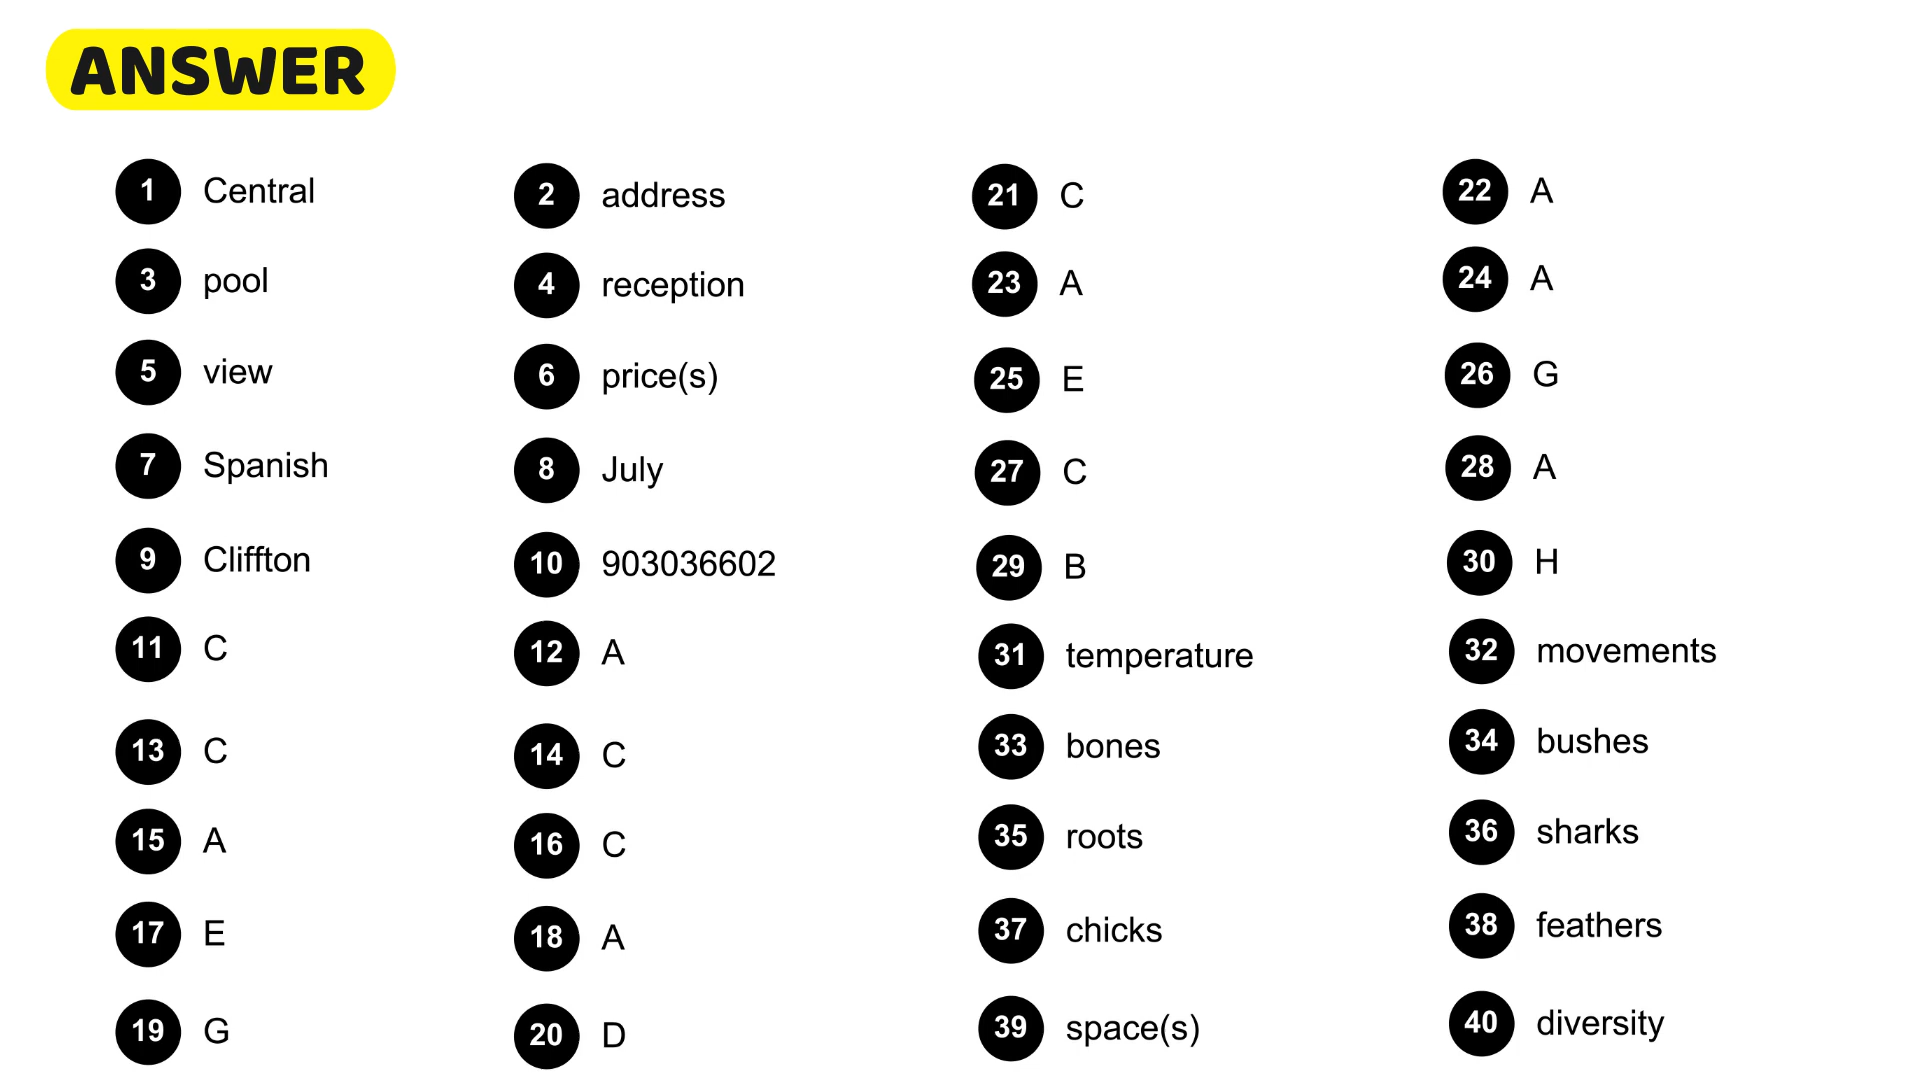 ANSWER
1 Central
2 address
3 pool
4 reception
5 view
6 price(s)
7 Spanish
8 July
9 Cliffton
10 903036602
11 C
12 A
13 C
14 C
15 A
16 C
17 E
18 A
19 G
20 D
21 C
22 A
23 A
24 A
25 E
26 G
27 C
28 A
29 B
30 H
31 temperature
32 movements
33 bones
34 bushes
35 roots
36 sharks
37 chicks
38 feathers
39 space(s)
40 diversity